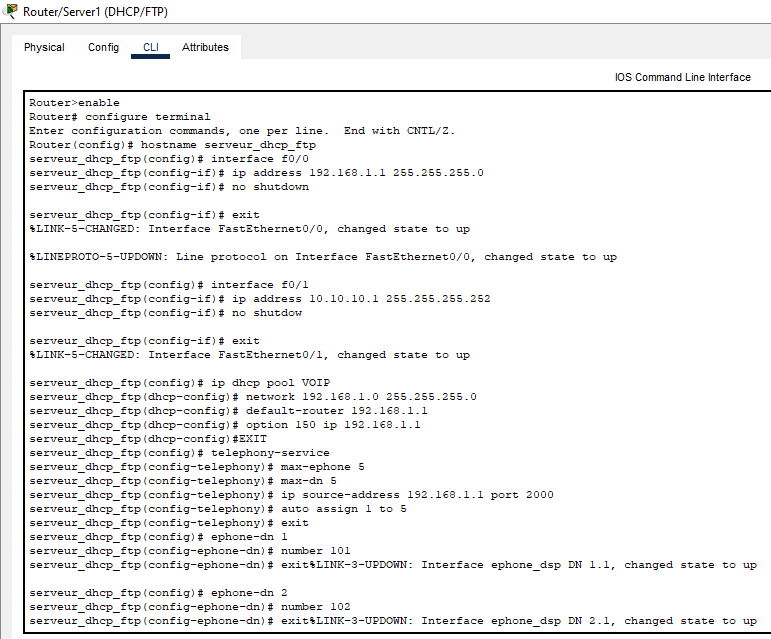 Router/Server1 (DHCP/FTP)
Physical Config CLI Attributes
IOS Command Line Interface
Router>enable
Router# configure terminal
Enter configuration commands, one per line. End with CNTL/Z.
Router(config)# hostname serveur_dhcp_ftp
serveur_dhcp_ftp(config)# interface f0/0
serveur_dhcp_ftp(config-if)# ip address 192.168.1.1 255.255.255.0
serveur_dhcp_ftp(config-if)# no shutdown
serveur_dhcp_ftp(config-if)# exit
%LINK-5-CHANGED: Interface FastEthernet0/0, changed state to up
%LINEPROTO-5-UPDOWN: Line protocol on Interface FastEthernet0/0, changed state to up
serveur_dhcp_ftp(config)# interface f0/1
serveur_dhcp_ftp(config-if)# ip address 10.10.10.1 255.255.255.252
serveur_dhcp_ftp(config-if)# no shutdow
serveur_dhcp_ftp(config-if)# exit
%LINK-5-CHANGED: Interface FastEthernet0/1, changed state to up
serveur_dhcp_ftp(config)# ip dhcp pool VOIP
serveur_dhcp_ftp(dhcp-config)# network 192.168.1.0 255.255.255.0
serveur_dhcp_ftp(dhcp-config)# default-router 192.168.1.1
serveur_dhcp_ftp(dhcp-config)# option 150 ip 192.168.1.1
serveur_dhcp_ftp(dhcp-config)#EXIT
serveur_dhcp_ftp(config)# telephony-service
serveur_dhcp_ftp(config-telephony)# max-ephone 5
serveur_dhcp_ftp(config-telephony)# max-dn 5
serveur_dhcp_ftp(config-telephony)# ip source-address 192.168.1.1 port 2000
serveur_dhcp_ftp(config-telephony)# auto assign 1 to 5
serveur_dhcp_ftp(config-telephony)# exit
serveur_dhcp_ftp(config)# ephone-dn 1
serveur_dhcp_ftp(config-ephone-dn)# number 101
serveur_dhcp_ftp(config-ephone-dn)# exit%LINK-3-UPDOWN: Interface ephone_dsp DN 1.1, changed state to up
serveur_dhcp_ftp(config)# ephone-dn 2
serveur_dhcp_ftp(config-ephone-dn)# number 102
serveur_dhcp_ftp(config-ephone-dn)# exit%LINK-3-UPDOWN: Interface ephone_dsp DN 2.1, changed state to up